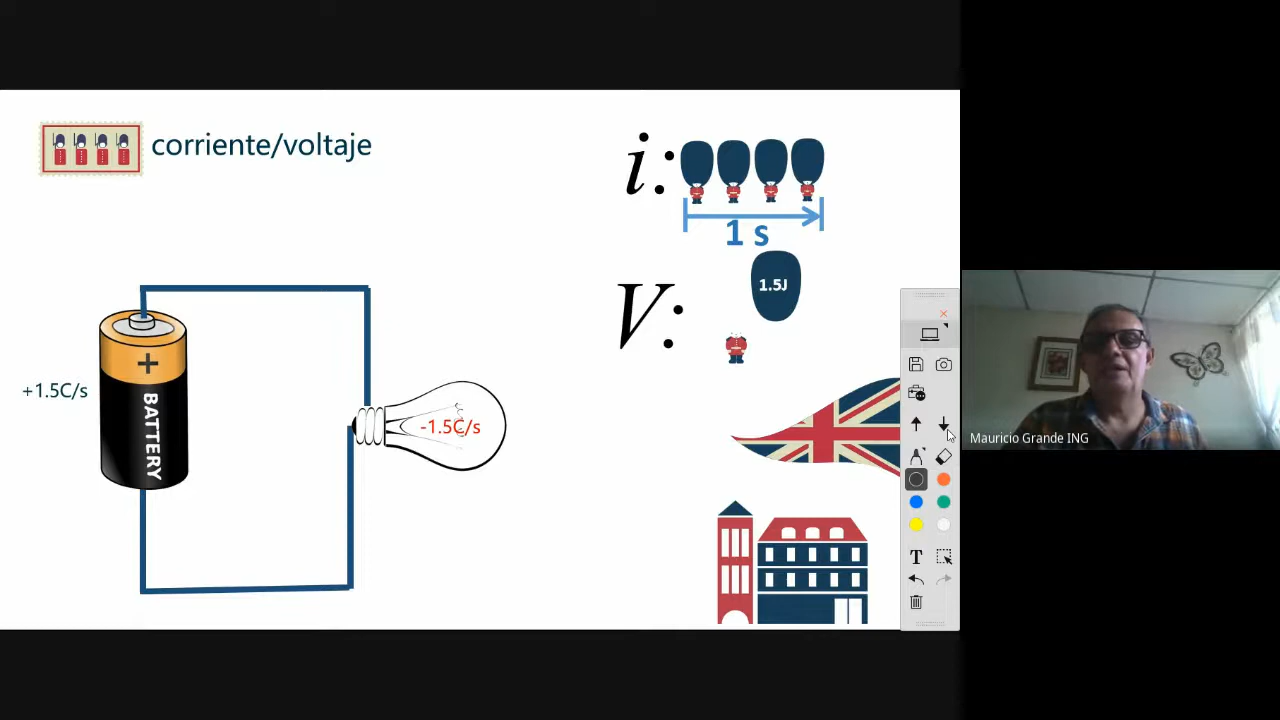 corriente/voltaje
i:
1 s
V:
1.5J
+
BATTERY
+1.5C/s
-1.5C/s
T
Mauricio Grande ING